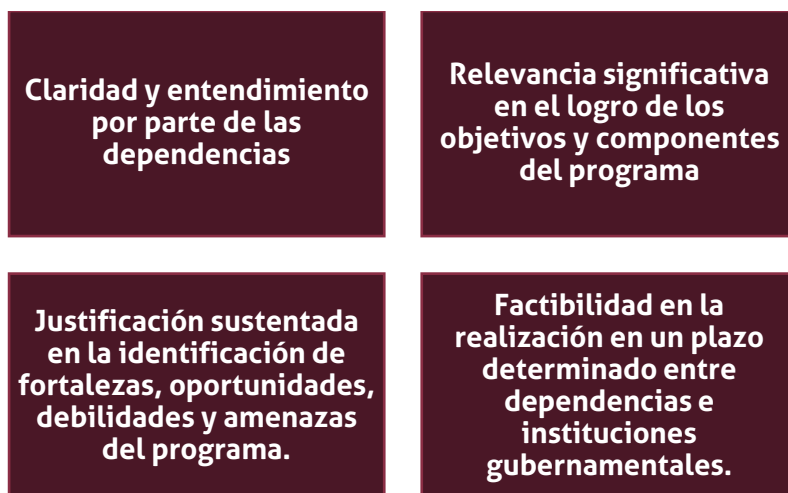 Claridad y entendimiento
por parte de las
dependencias
Relevancia significativa
en el logro de los
objetivos y componentes
del programa
Justificación sustentada
en la identificación de
fortalezas, oportunidades,
debilidades y amenazas
del programa.
Factibilidad en la
realización en un plazo
determinado entre
dependencias e
instituciones
gubernamentales.